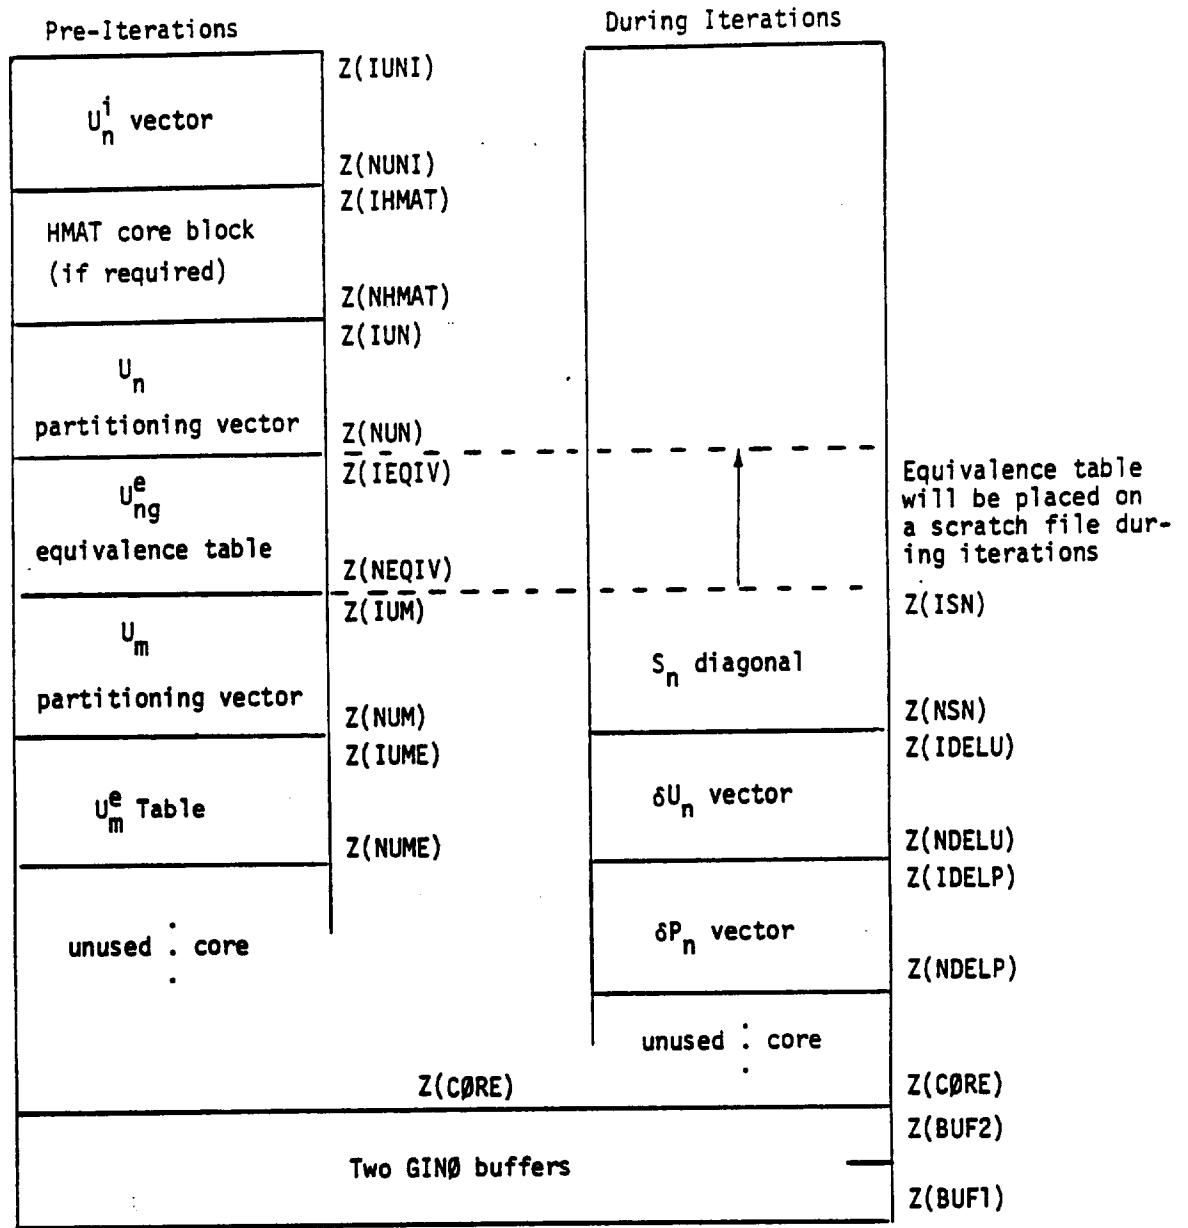 Pre-Iterations
During Iterations
Z(IUNI)
U_n^i vector
Z(NUNI)
Z(IHMAT)
HMAT core block
(if required)
Z(NHMAT)
Z(IUN)
U_n
partitioning vector
Z(NUN)
Z(IEQIV)
U_ng^e
equivalence table
Z(NEQIV)
Z(IUM)
U_m
partitioning vector
Z(NUM)
Z(IUME)
U_m^e Table
Z(NUME)
unused : core
Equivalence table
will be placed on
a scratch file dur-
ing iterations
Z(ISN)
S_n diagonal
Z(NSN)
Z(IDELU)
δU_n vector
Z(NDELU)
Z(IDELP)
δP_n vector
Z(NDELP)
unused : core
Z(CØRE)
Z(CØRE)
Z(BUF2)
Two GINØ buffers
Z(BUF1)